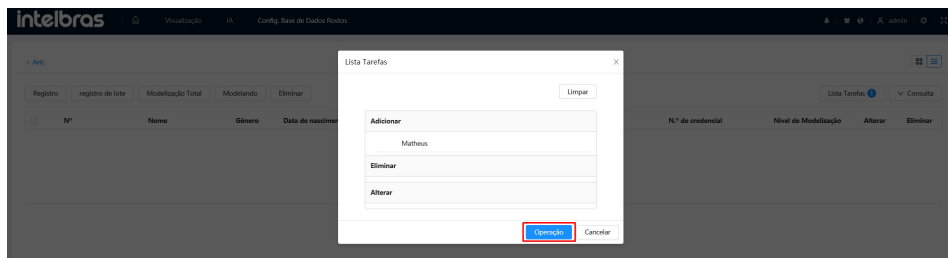 intelbras Visualização IA Config. Base de Dados Rostos admin
Ant.
Lista Tarefas X
Limpar
Registro registro de lote Modelização Total Modelando Eliminar Lista Tarefas 1 Consulta
Nº Nome Gênero Data de nascimen N.º de credencial Nível de Modelização Alterar Eliminar
Adicionar
Matheus
Eliminar
Alterar
Operação Cancelar